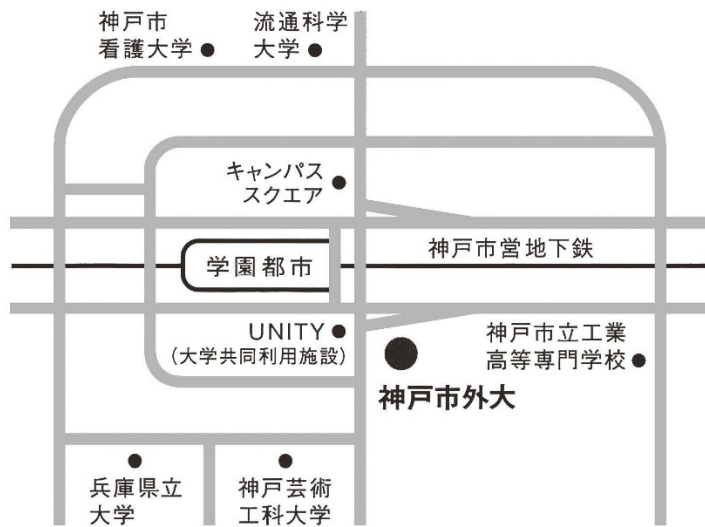 神戸市
看護大学
流通科学
大学
キャンパス
スクエア
神戸市営地下鉄
学園都市
UNITY
（大学共同利用施設）
神戸市立工業
高等専門学校
神戸市外大
兵庫県立
大学
神戸芸術
工科大学